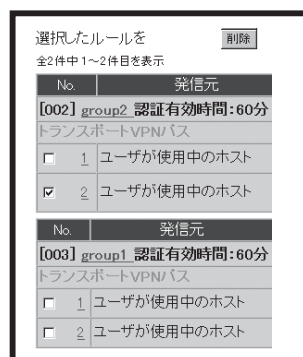 選択したルールを 削除
全2件中 1～2件目を表示
No. 発信元
[002] group2 認証有効時間:60分
トランスポートVPNパス
1 ユーザが使用中のホスト
2 ユーザが使用中のホスト
No. 発信元
[003] group1 認証有効時間:60分
トランスポートVPNパス
1 ユーザが使用中のホスト
2 ユーザが使用中のホスト